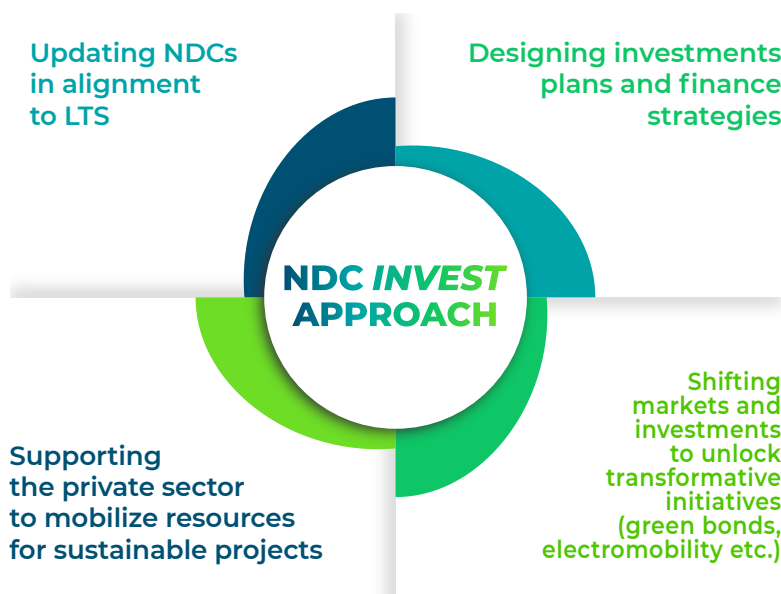 Updating NDCs
in alignment
to LTS
Designing investments
plans and finance
strategies
NDC INVEST
APPROACH
Supporting
the private sector
to mobilize resources
for sustainable projects
Shifting
markets and
investments
to unlock
transformative
initiatives
(green bonds,
electromobility etc.)